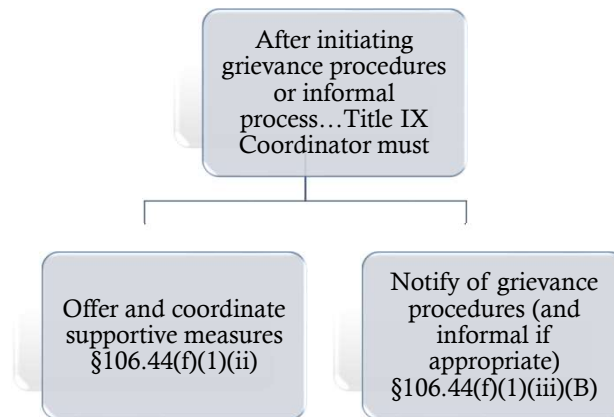 After initiating
grievance procedures
or informal
process…Title IX
Coordinator must
Offer and coordinate
supportive measures
§106.44(f)(1)(ii)
Notify of grievance
procedures (and
informal if
appropriate)
§106.44(f)(1)(iii)(B)